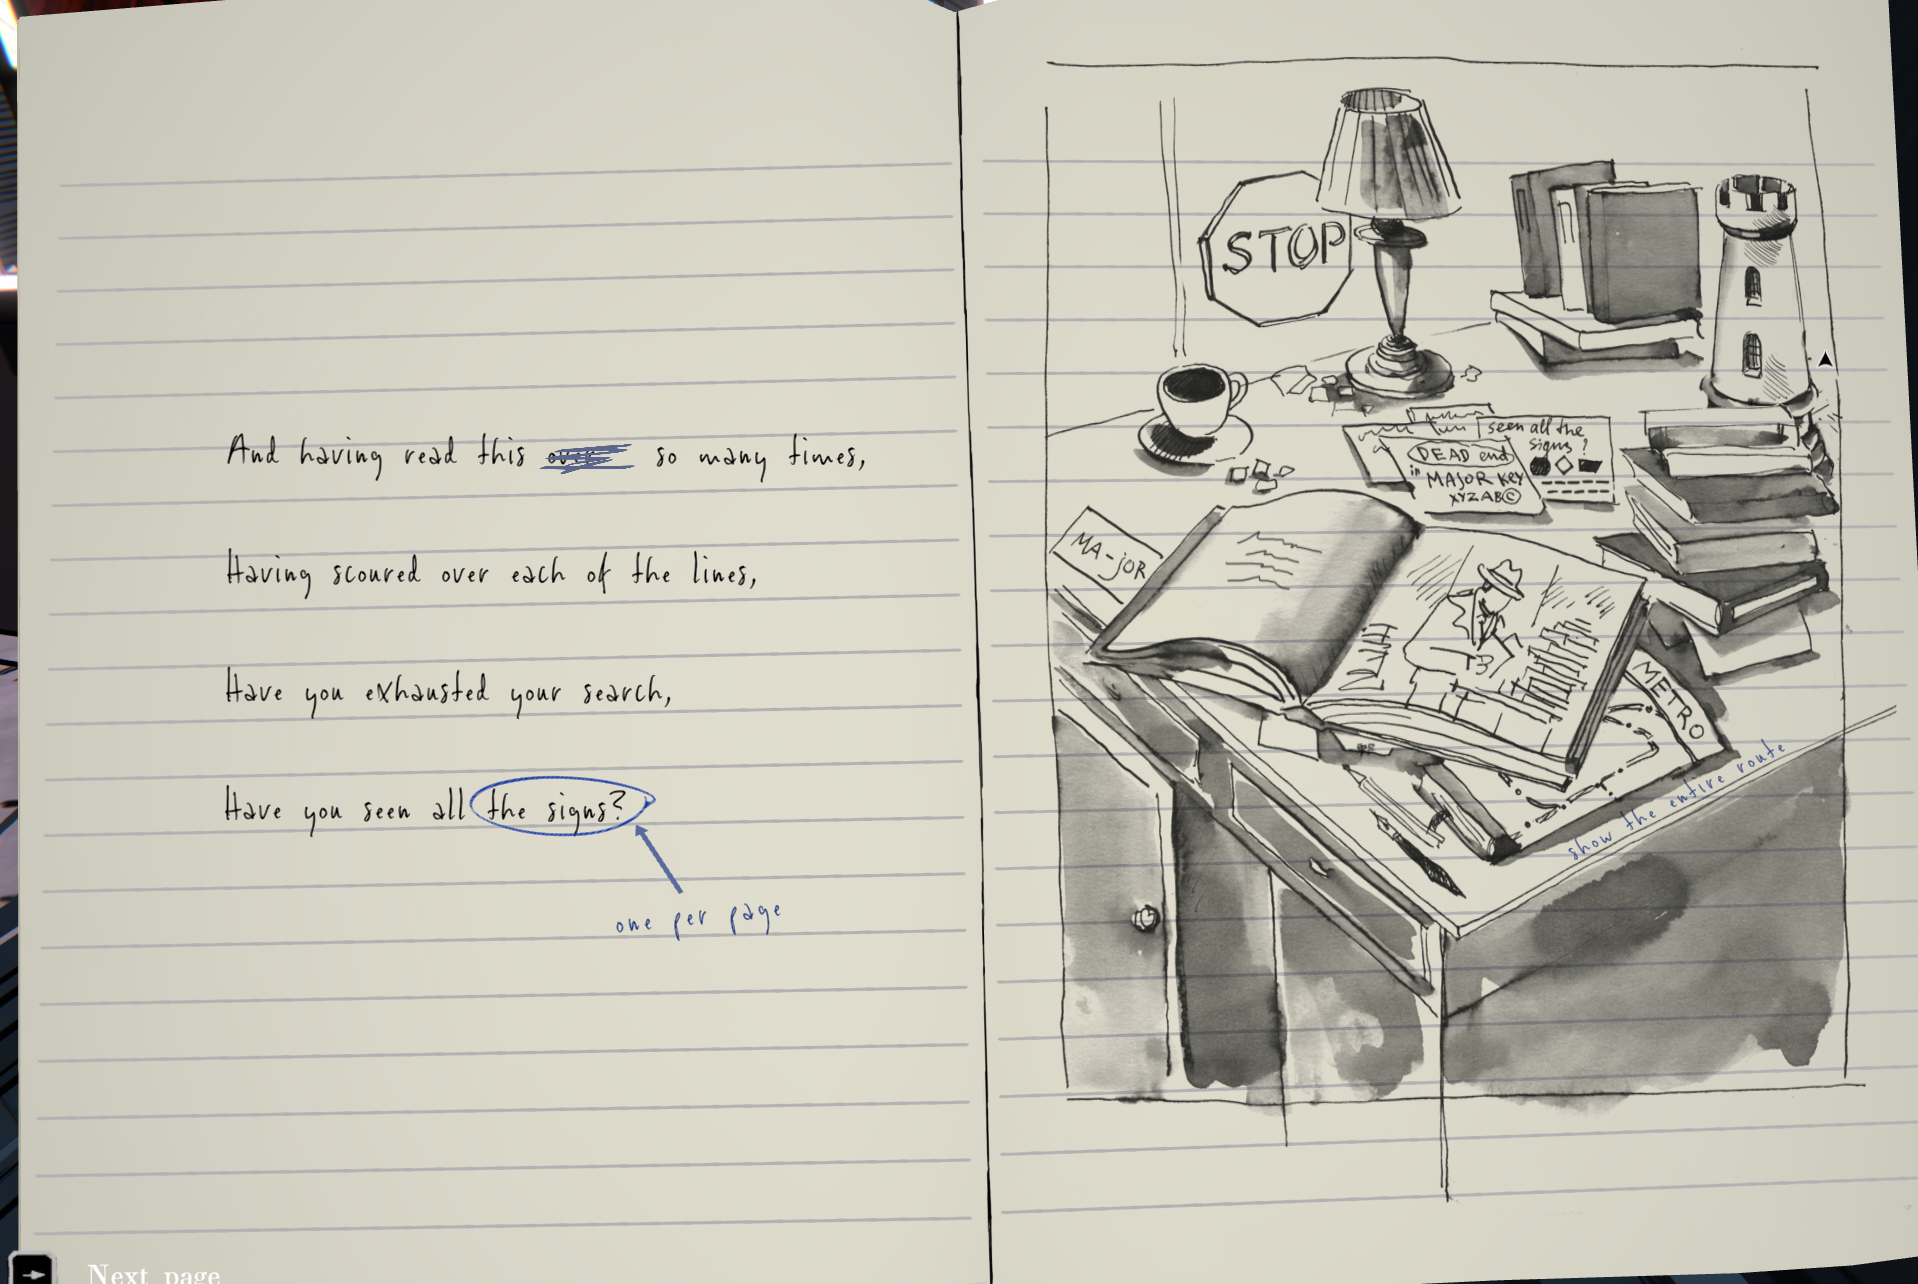 And having read this over so many times,
Having scoured over each of the lines,
Have you exhausted your search,
Have you seen all the signs?
one per page
STOP
seen all the
signs?
DEAD end
in
MAJOR KEY
XYZABⒸ
MA-jOR
METRO
show the entire route
Next page